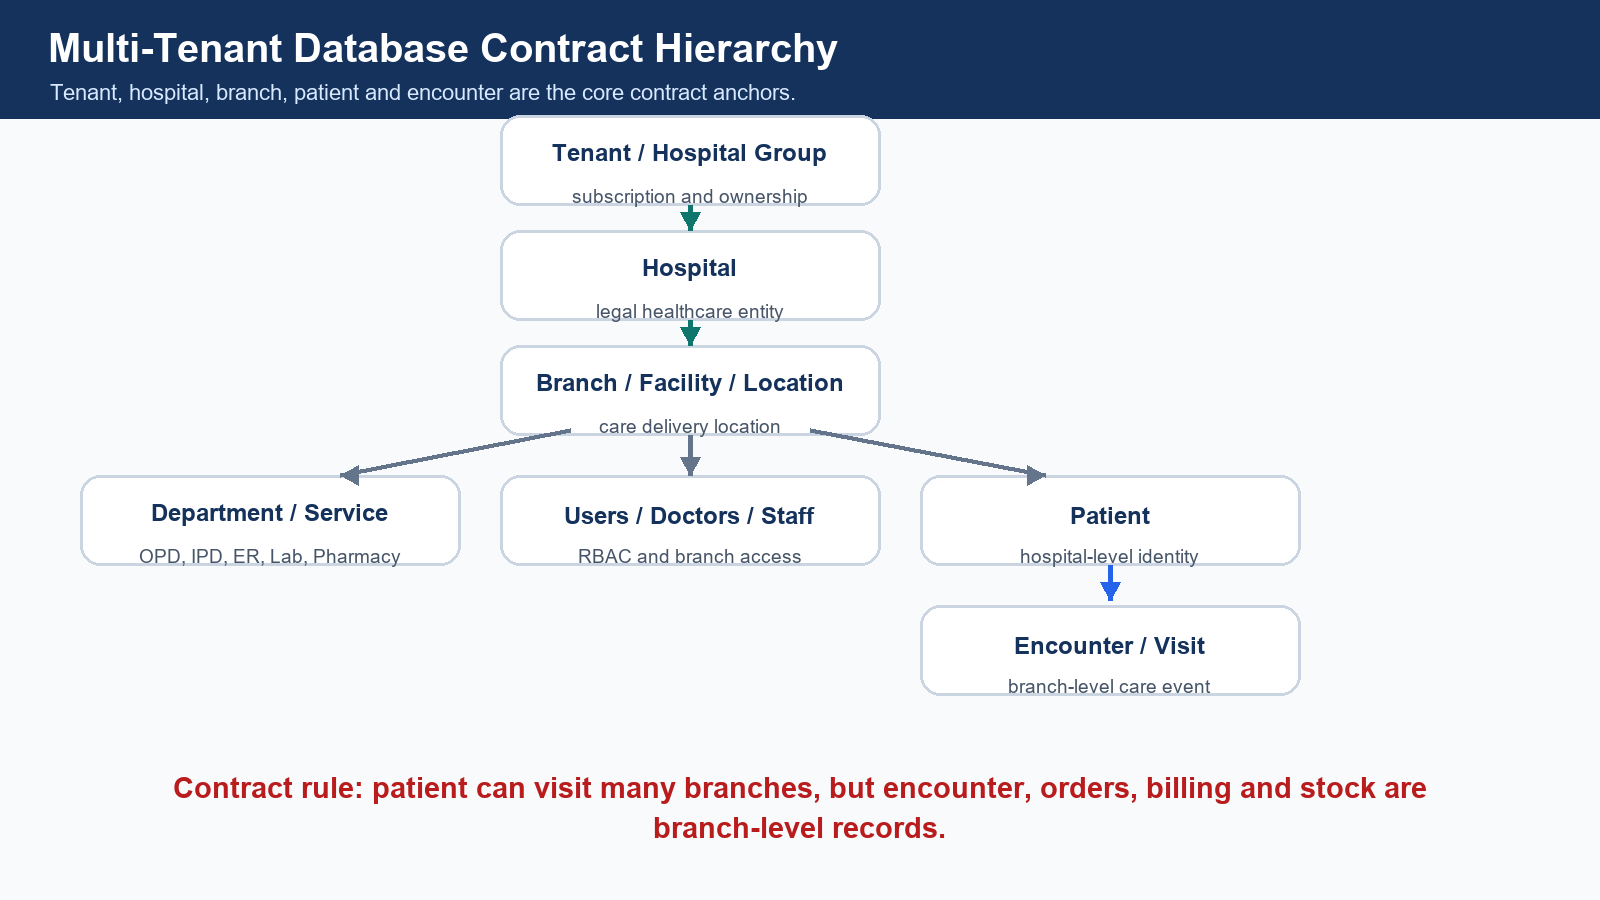 Multi-Tenant Database Contract Hierarchy
Tenant, hospital, branch, patient and encounter are the core contract anchors.
Tenant / Hospital Group
subscription and ownership
Hospital
legal healthcare entity
Branch / Facility / Location
care delivery location
Department / Service
OPD, IPD, ER, Lab, Pharmacy
Users / Doctors / Staff
RBAC and branch access
Patient
hospital-level identity
Encounter / Visit
branch-level care event
Contract rule: patient can visit many branches, but encounter, orders, billing and stock are
branch-level records.